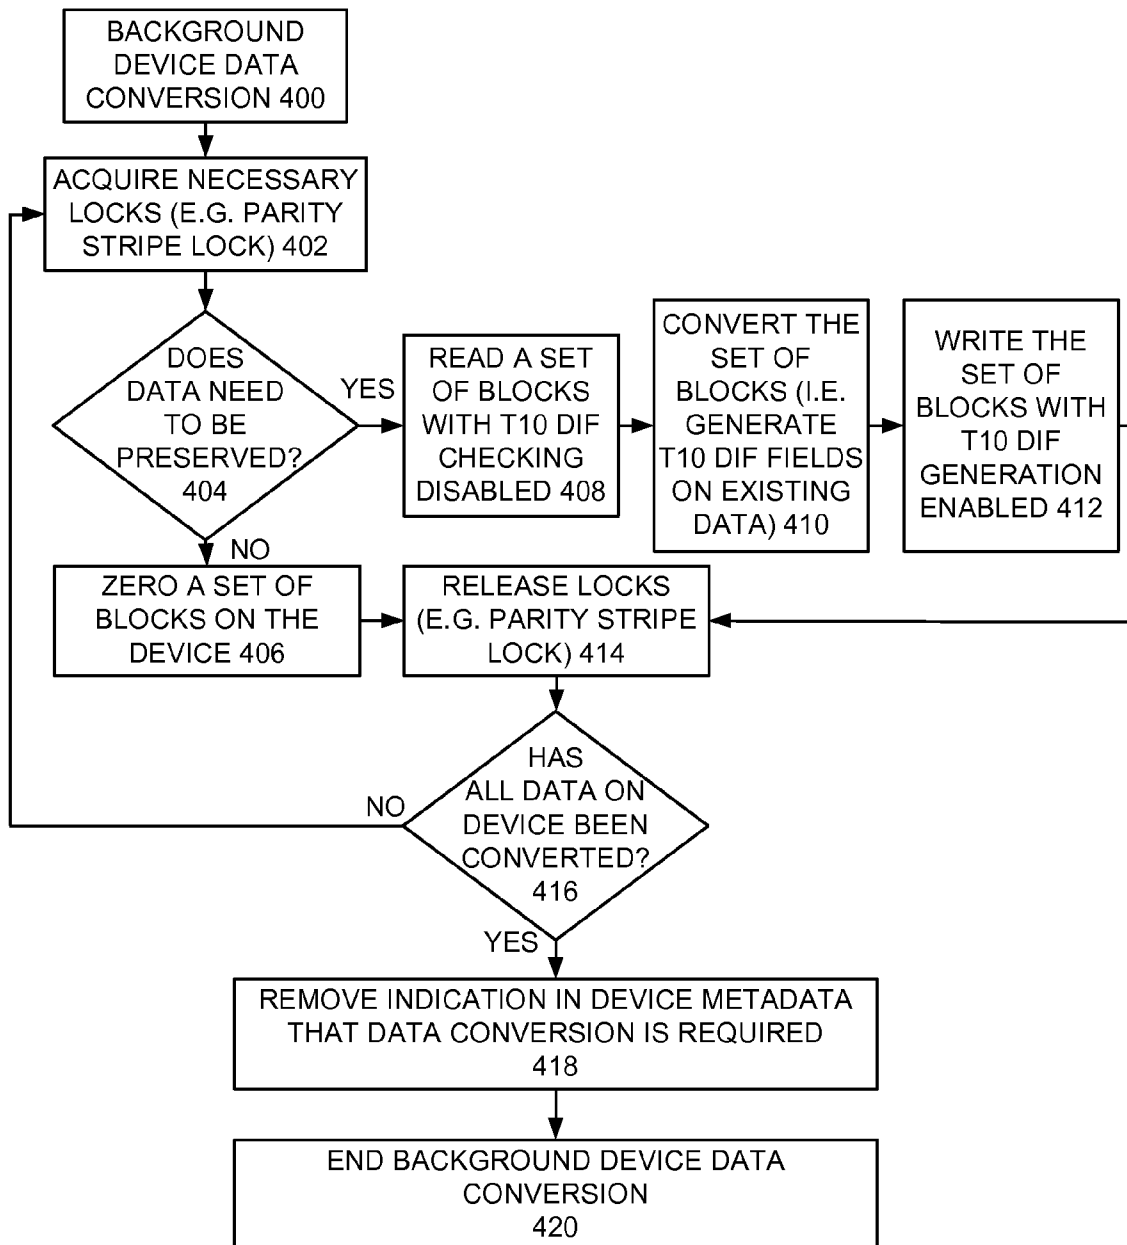 BACKGROUND
DEVICE DATA
CONVERSION 400
ACQUIRE NECESSARY
LOCKS (E.G. PARITY
STRIPE LOCK) 402
DOES
DATA NEED
TO BE
PRESERVED?
404
YES
NO
READ A SET
OF BLOCKS
WITH T10 DIF
CHECKING
DISABLED 408
CONVERT THE
SET OF
BLOCKS (I.E.
GENERATE
T10 DIF FIELDS
ON EXISTING
DATA) 410
WRITE THE
SET OF
BLOCKS WITH
T10 DIF
GENERATION
ENABLED 412
ZERO A SET OF
BLOCKS ON THE
DEVICE 406
RELEASE LOCKS
(E.G. PARITY STRIPE
LOCK) 414
HAS
ALL DATA ON
DEVICE BEEN
CONVERTED?
416
NO
YES
REMOVE INDICATION IN DEVICE METADATA
THAT DATA CONVERSION IS REQUIRED
418
END BACKGROUND DEVICE DATA
CONVERSION
420